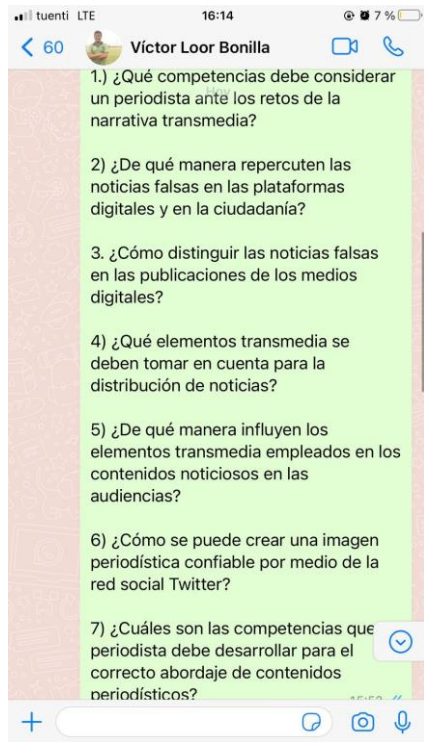 tuenti LTE 16:14 7 %
60 Víctor Loor Bonilla
Hoy
1.) ¿Qué competencias debe considerar
un periodista ante los retos de la
narrativa transmedia?
2) ¿De qué manera repercuten las
noticias falsas en las plataformas
digitales y en la ciudadanía?
3. ¿Cómo distinguir las noticias falsas
en las publicaciones de los medios
digitales?
4) ¿Qué elementos transmedia se
deben tomar en cuenta para la
distribución de noticias?
5) ¿De qué manera influyen los
elementos transmedia empleados en los
contenidos noticiosos en las
audiencias?
6) ¿Cómo se puede crear una imagen
periodística confiable por medio de la
red social Twitter?
7) ¿Cuáles son las competencias que
periodista debe desarrollar para el
correcto abordaje de contenidos
periodísticos?